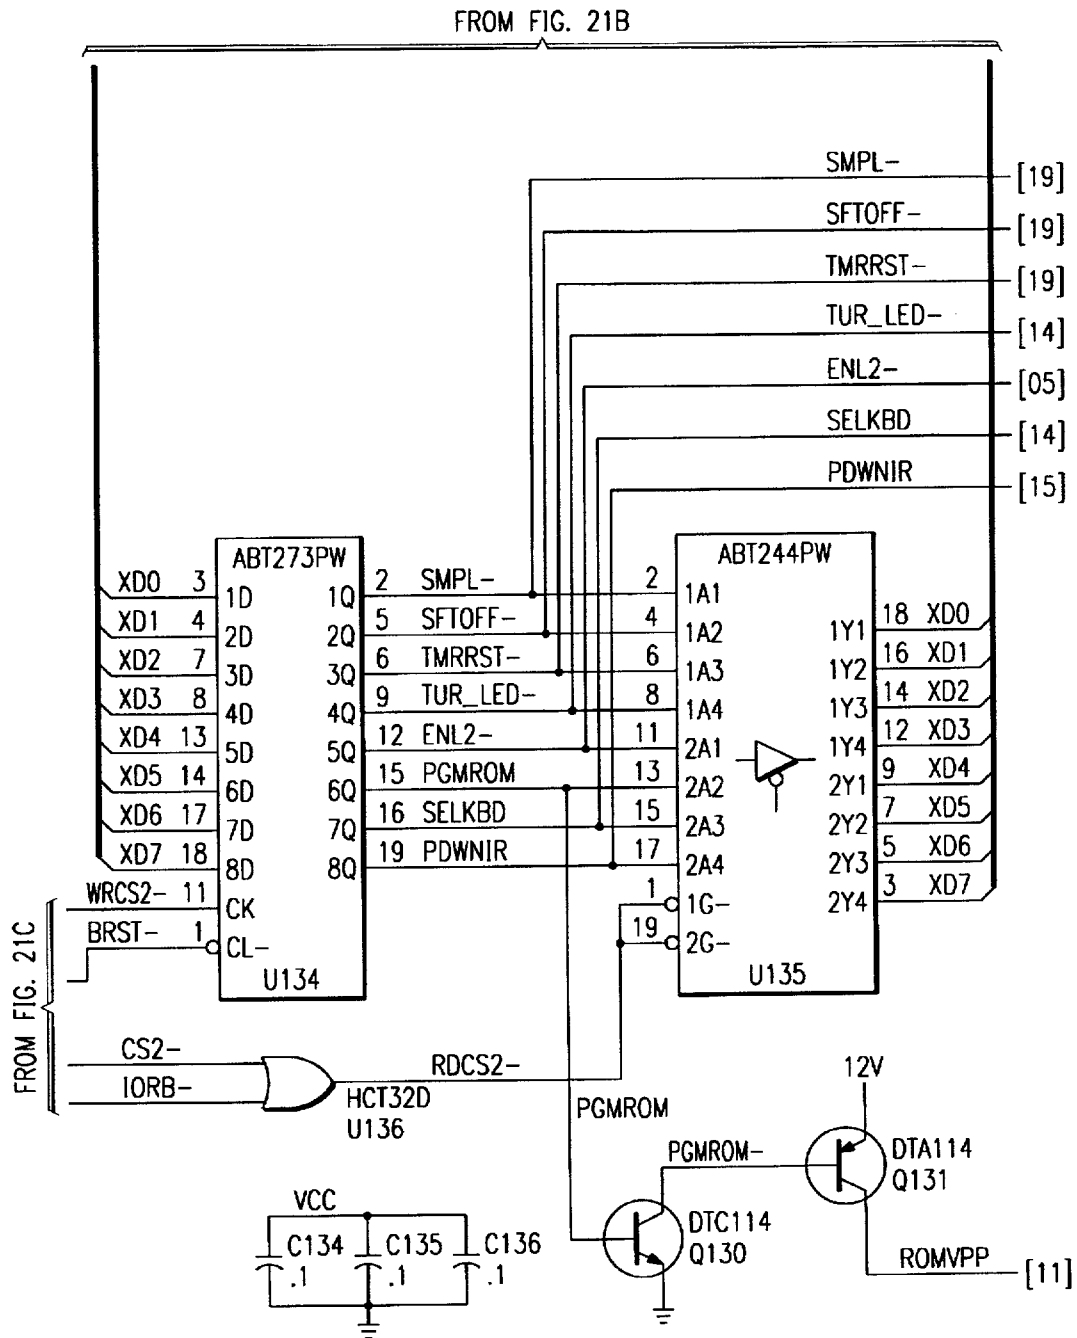 FROM FIG. 21B
SMPL- [19]
SFTOFF- [19]
TMRRST- [19]
TUR_LED- [14]
ENL2- [05]
SELKBD [14]
PDWNIR [15]
ABT273PW
XD0 3 1D 1Q 2 SMPL-
XD1 4 2D 2Q 5 SFTOFF-
XD2 7 3D 3Q 6 TMRRST-
XD3 8 4D 4Q 9 TUR_LED-
XD4 13 5D 5Q 12 ENL2-
XD5 14 6D 6Q 15 PGMROM
XD6 17 7D 7Q 16 SELKBD
XD7 18 8D 8Q 19 PDWNIR
WRCS2- 11 CK
BRST- 1 CL-
U134
ABT244PW
2 1A1
4 1A2
6 1A3
8 1A4
11 2A1
13 2A2
15 2A3
17 2A4
1 1G-
19 2G-
1Y1 18 XD0
1Y2 16 XD1
1Y3 14 XD2
1Y4 12 XD3
2Y1 9 XD4
2Y2 7 XD5
2Y3 5 XD6
2Y4 3 XD7
U135
FROM FIG. 21C
CS2-
IORB-
HCT32D
U136
RDCS2-
PGMROM
PGMROM-
12V
DTA114
Q131
DTC114
Q130
ROMVPP [11]
VCC
C134
.1
C135
.1
C136
.1